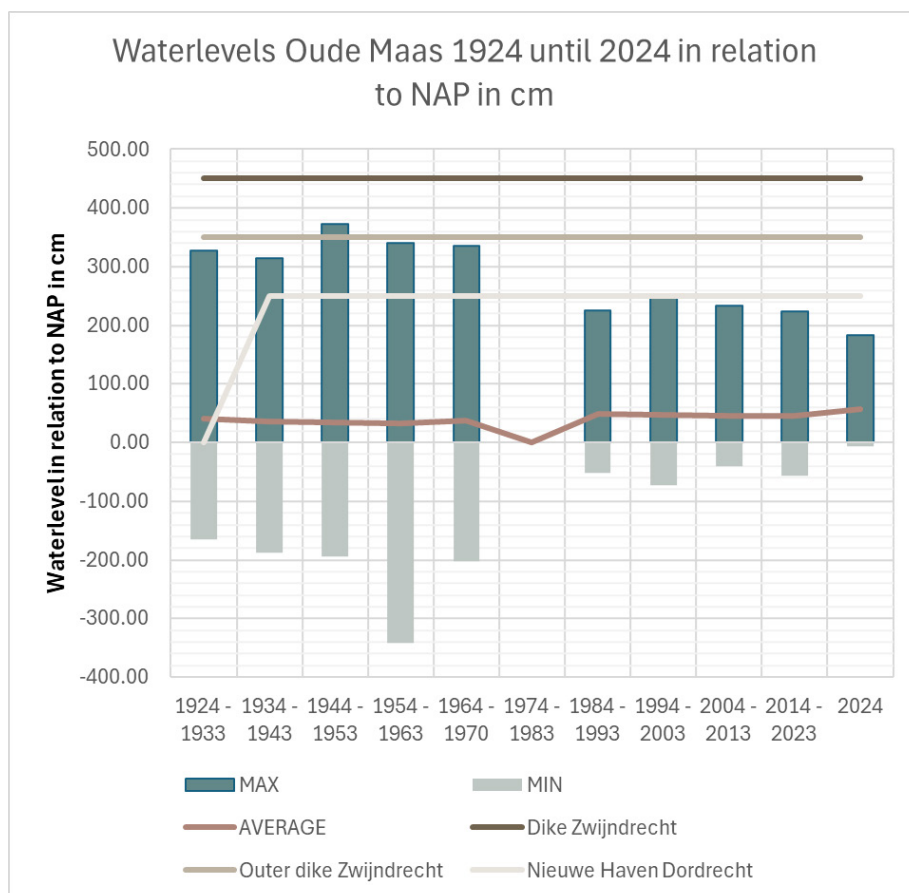 Waterlevels Oude Maas 1924 until 2024 in relation
to NAP in cm
Waterlevel in relation to NAP in cm
500.00
400.00
300.00
200.00
100.00
0.00
-100.00
-200.00
-300.00
-400.00
1924 - 1934 - 1944 - 1954 - 1964 - 1974 - 1984 - 1994 - 2004 - 2014 - 2024
1933 1943 1953 1963 1970 1983 1993 2003 2013 2023
MAX MIN
AVERAGE Dike Zwijndrecht
Outer dike Zwijndrecht Nieuwe Haven Dordrecht